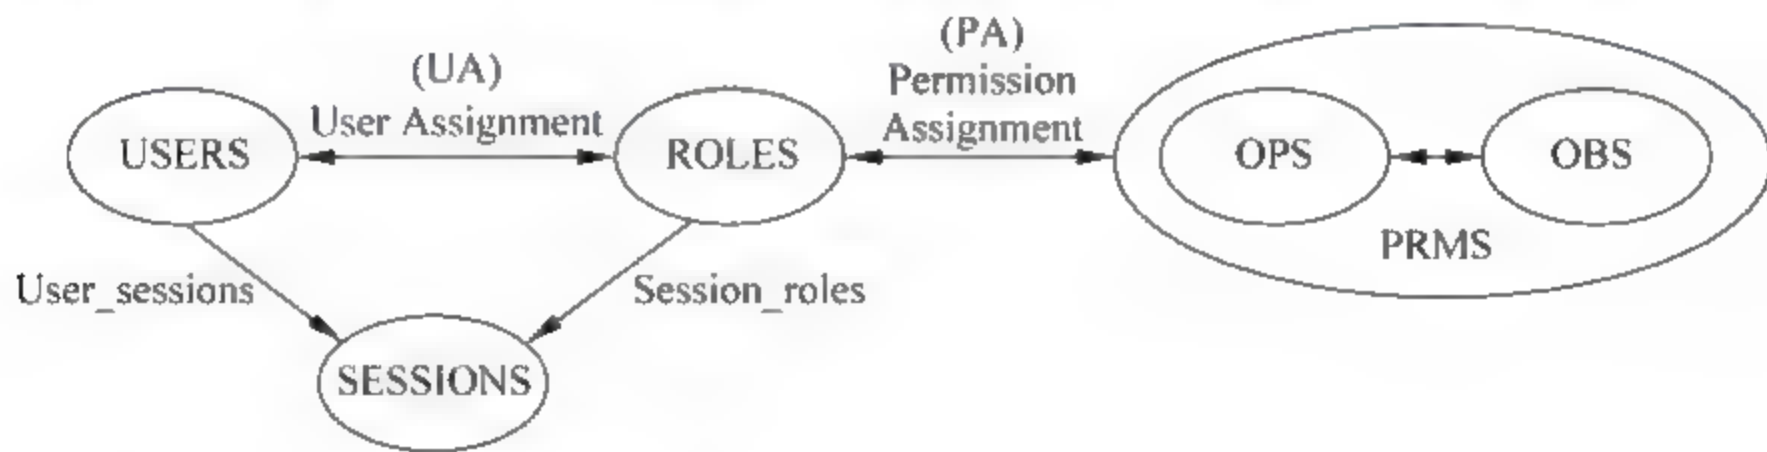 (PA)
(UA)
Permission
User Assignment
Assignment
USERS
ROLES
OPS
OBS
PRMS
User_sessions
Session_roles
SESSIONS